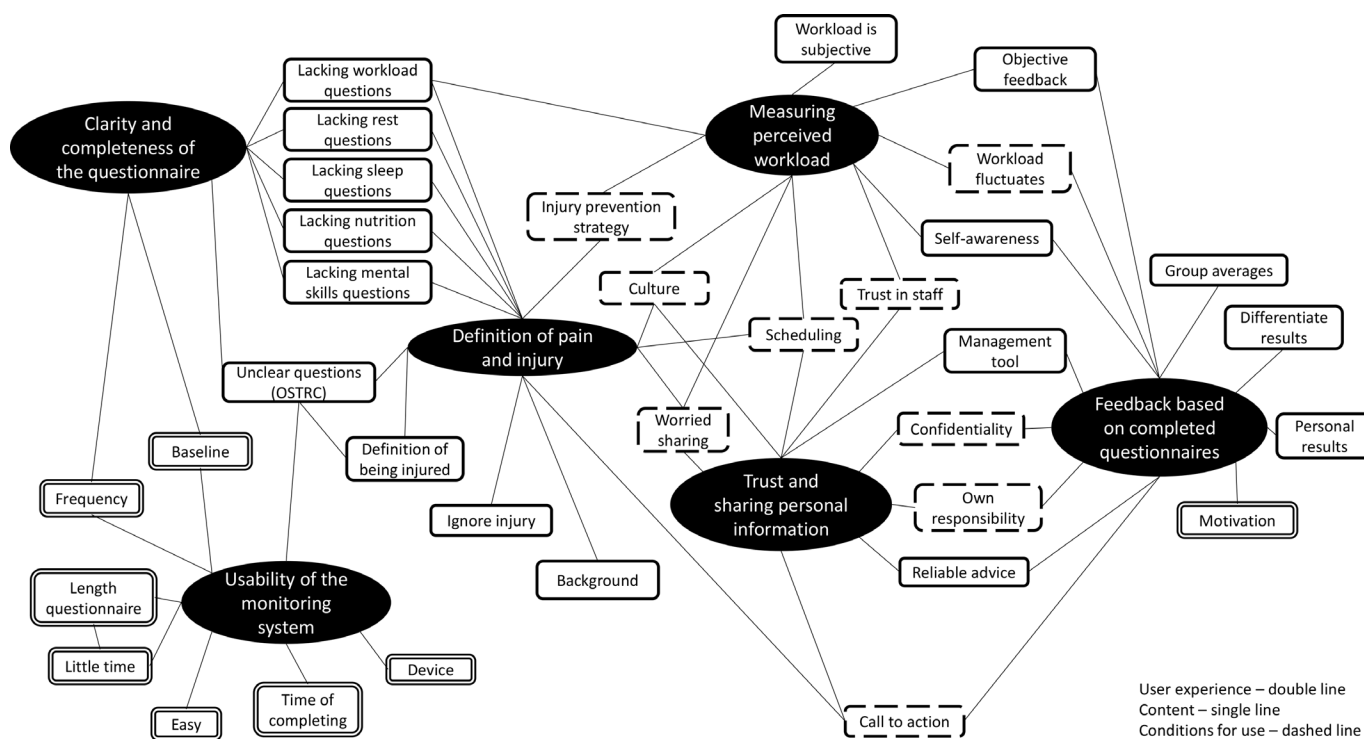 Workload is
subjective
Lacking workload
questions
Objective
feedback
Lacking rest
questions
Measuring
perceived
workload
Clarity and
completeness of
the questionnaire
Lacking sleep
questions
Workload
fluctuates
Lacking nutrition
questions
Injury prevention
strategy
Self-awareness
Lacking mental
skills questions
Culture
Trust in staff
Group averages
Definition of pain
and injury
Scheduling
Differentiate
results
Management
tool
Unclear questions
(OSTRC)
Worried
sharing
Confidentiality
Feedback based
on completed
questionnaires
Personal
results
Baseline
Definition of
being injured
Frequency
Ignore injury
Trust and
sharing personal
information
Own
responsibility
Motivation
Background
Reliable advice
Length
questionnaire
Usability of the
monitoring
system
Little time
Device
Easy
Time of
completing
Call to action
User experience – double line
Content – single line
Conditions for use – dashed line